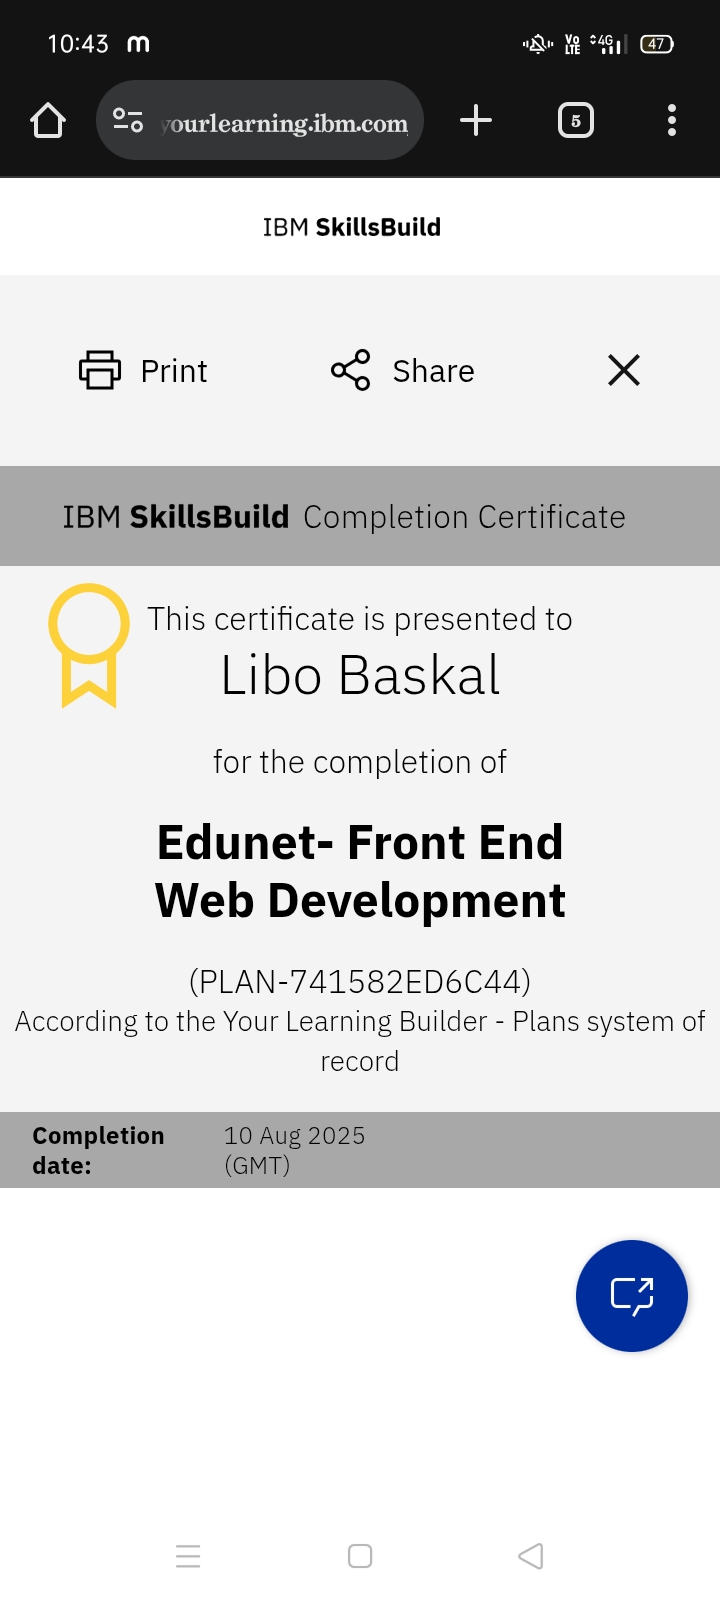 10:43 m VoLTE 4G 47
yourlearning.ibm.com 5
IBM SkillsBuild
Print Share
IBM SkillsBuild Completion Certificate
This certificate is presented to
Libo Baskal
for the completion of
Edunet- Front End
Web Development
(PLAN-741582ED6C44)
According to the Your Learning Builder - Plans system of
record
Completion 10 Aug 2025
date: (GMT)